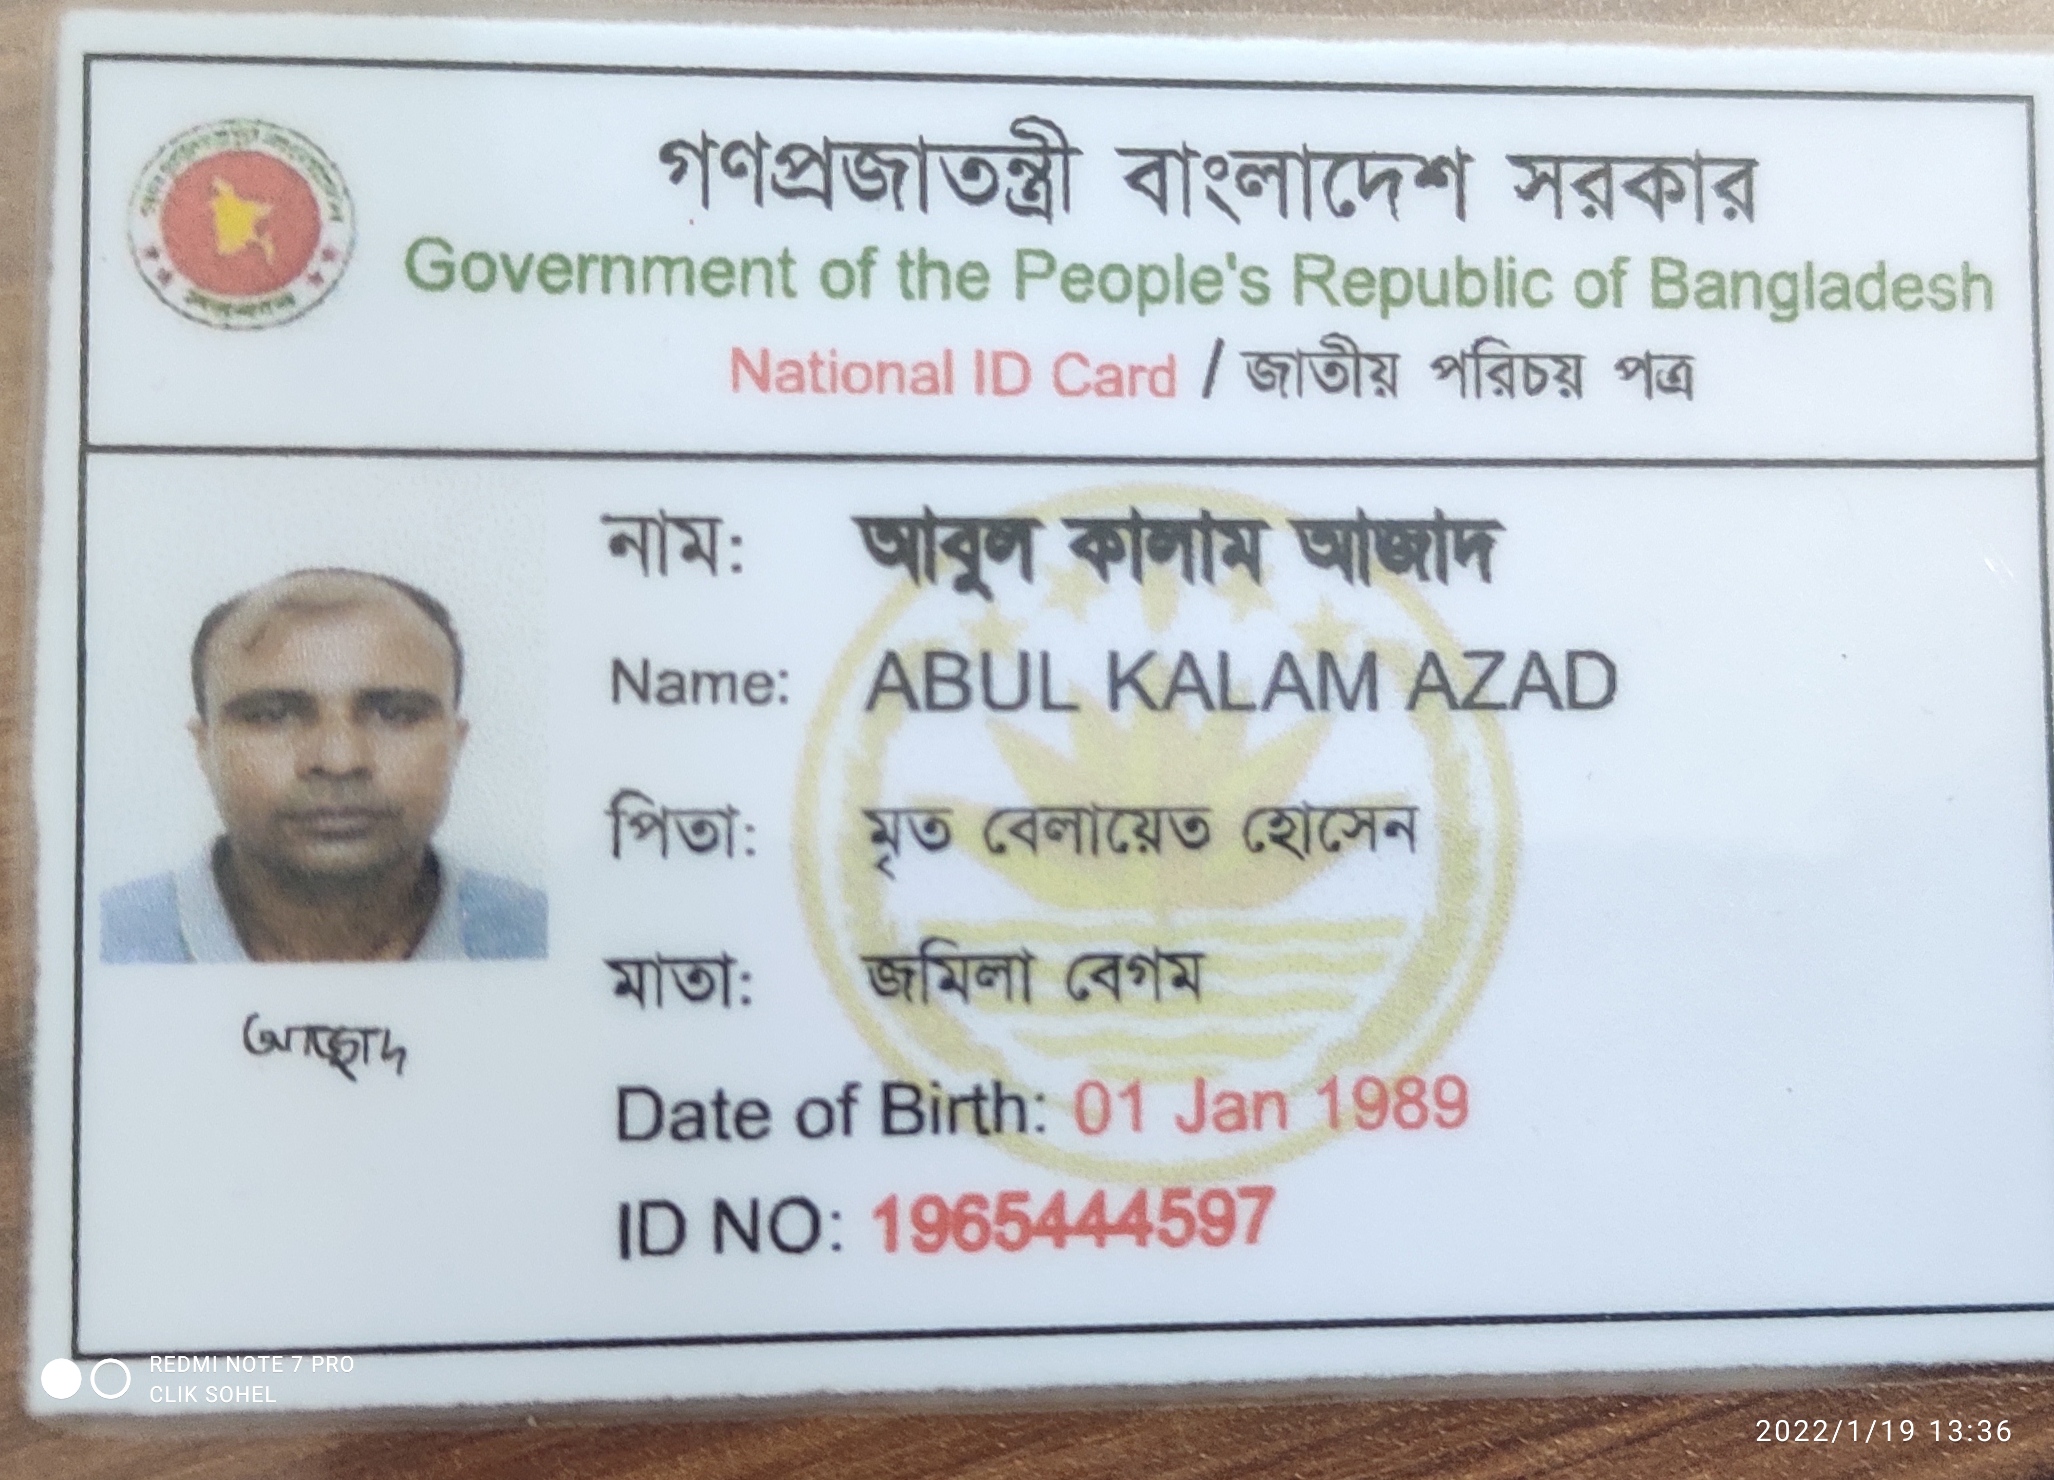 গণপ্রজাতন্ত্রী বাংলাদেশ সরকার
Government of the People's Republic of Bangladesh
National ID Card / জাতীয় পরিচয় পত্র
নাম: আবুল কালাম আজাদ
Name: ABUL KALAM AZAD
পিতা: মৃত বেলায়েত হোসেন
মাতা: জমিলা বেগম
আজাদ
Date of Birth: 01 Jan 1989
ID NO: 1965444597
REDMI NOTE 7 PRO
CLIK SOHEL
2022/1/19 13:36